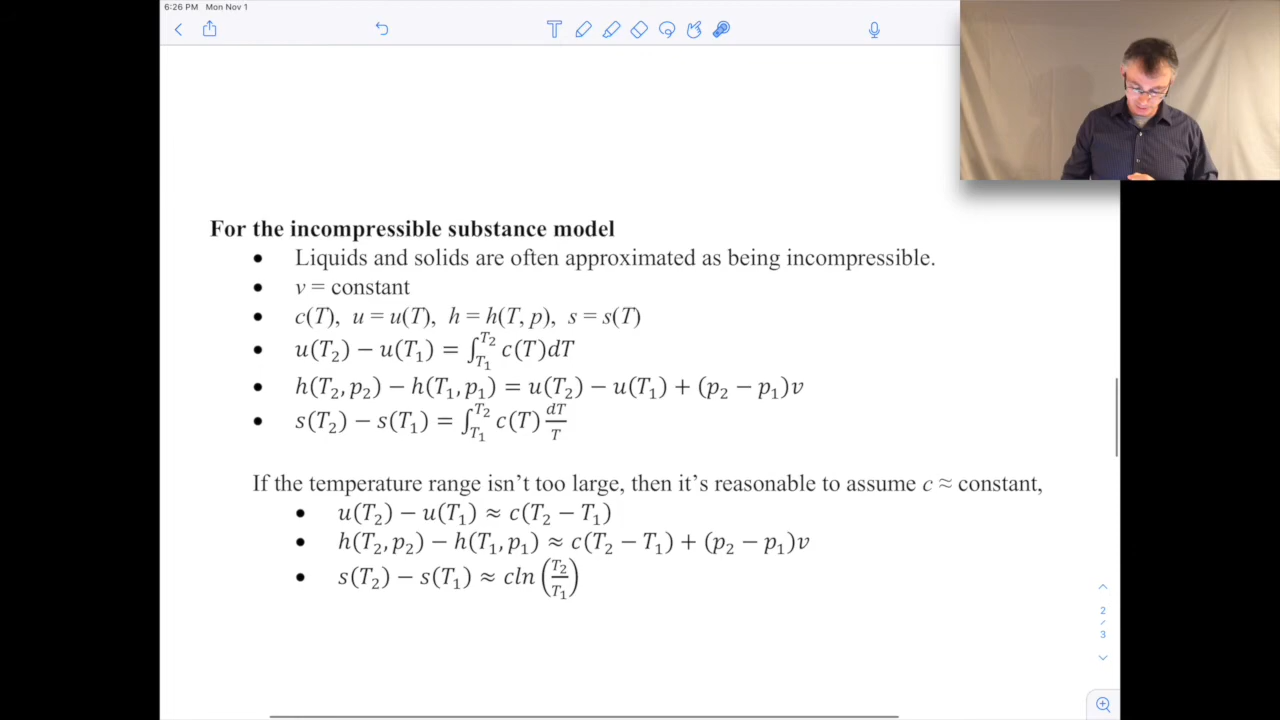 6:26 PM Mon Nov 1
For the incompressible substance model
• Liquids and solids are often approximated as being incompressible.
• v = constant
• c(T), u = u(T), h = h(T, p), s = s(T)
• u(T₂) − u(T₁) = ∫_{T₁}^{T₂} c(T)dT
• h(T₂, p₂) − h(T₁, p₁) = u(T₂) − u(T₁) + (p₂ − p₁)v
• s(T₂) − s(T₁) = ∫_{T₁}^{T₂} c(T) dT/T
If the temperature range isn't too large, then it's reasonable to assume c ≈ constant,
• u(T₂) − u(T₁) ≈ c(T₂ − T₁)
• h(T₂, p₂) − h(T₁, p₁) ≈ c(T₂ − T₁) + (p₂ − p₁)v
• s(T₂) − s(T₁) ≈ cln(T₂/T₁)
2
/
3